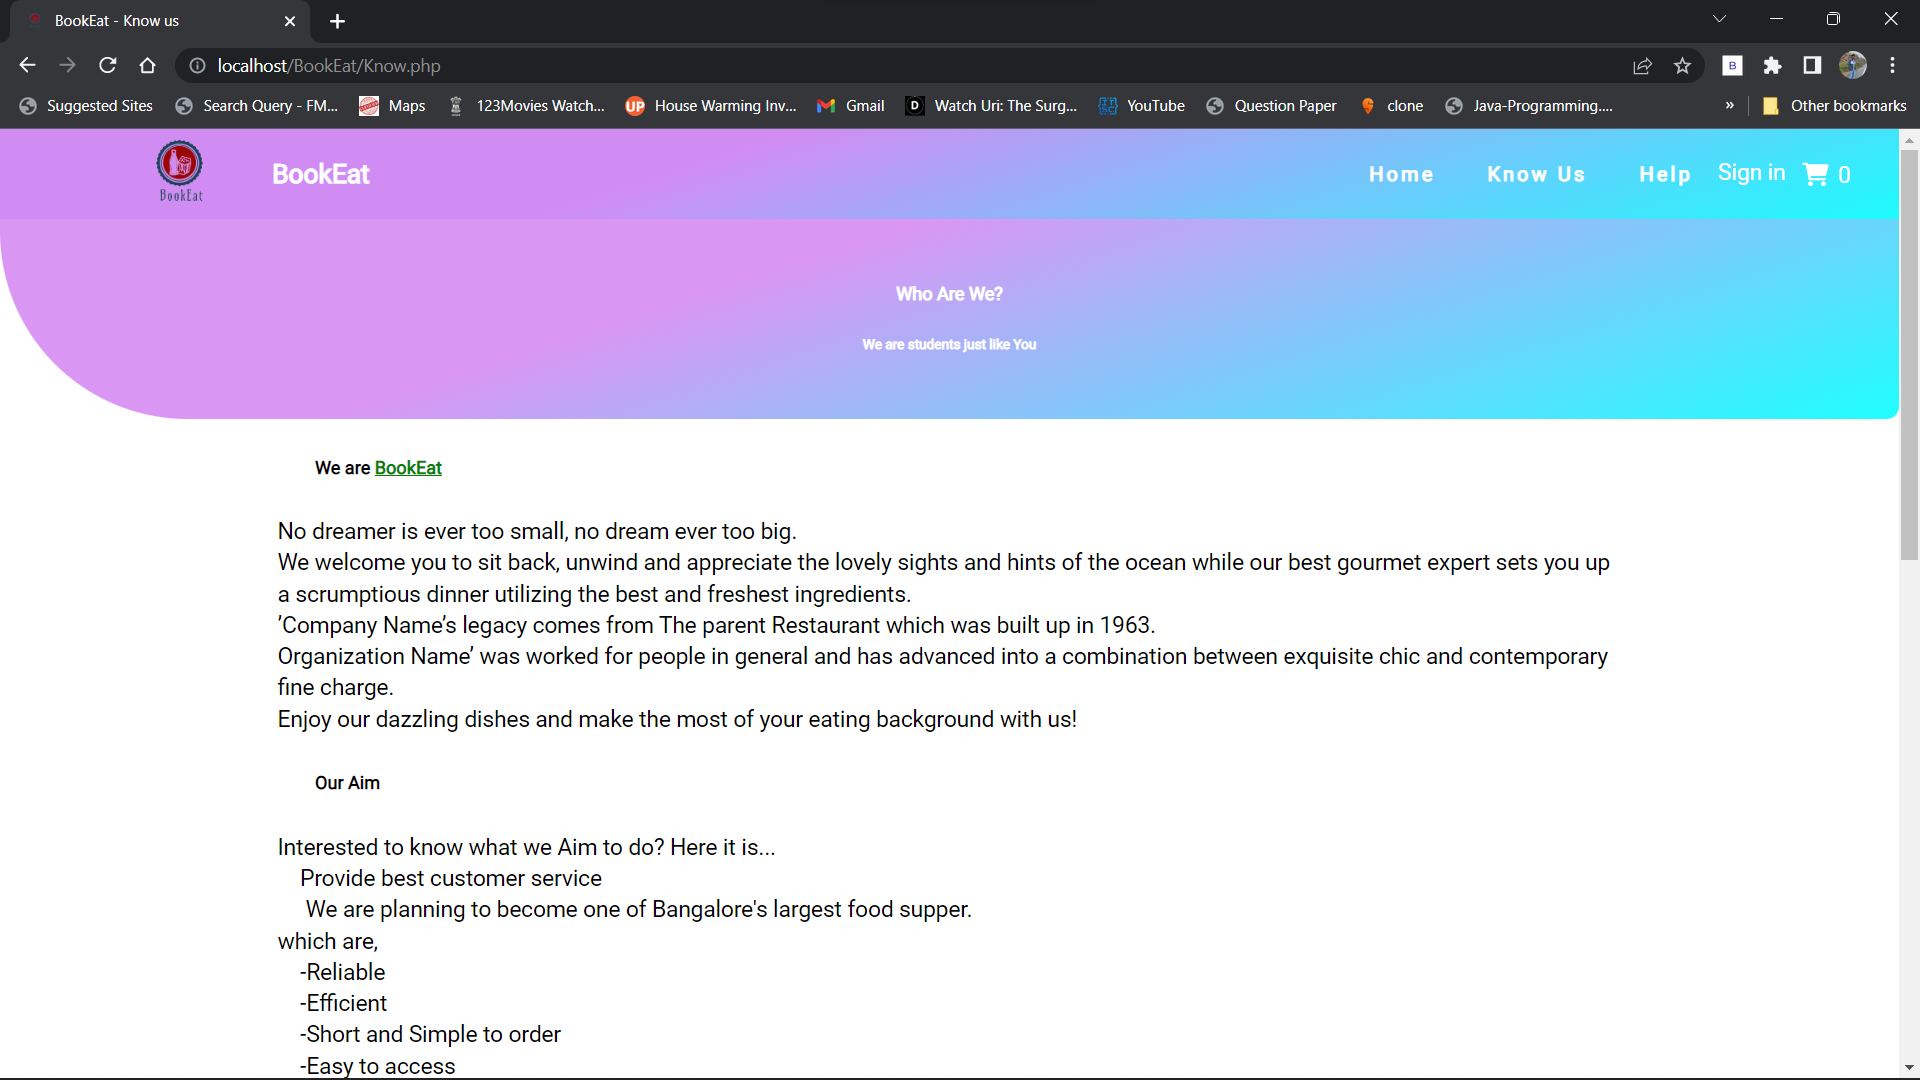 BookEat - Know us
localhost/BookEat/Know.php
Suggested Sites
Search Query - FM...
Maps
123Movies Watch...
UP
House Warming Inv...
Gmail
D
Watch Uri: The Surg...
YouTube
Question Paper
clone
Java-Programming....
»
Other bookmarks
B
BookEat
BookEat
Home
Know Us
Help
Sign in
0
Who Are We?
We are students just like You
We are BookEat
No dreamer is ever too small, no dream ever too big.
We welcome you to sit back, unwind and appreciate the lovely sights and hints of the ocean while our best gourmet expert sets you up
a scrumptious dinner utilizing the best and freshest ingredients.
’Company Name’s legacy comes from The parent Restaurant which was built up in 1963.
Organization Name’ was worked for people in general and has advanced into a combination between exquisite chic and contemporary
fine charge.
Enjoy our dazzling dishes and make the most of your eating background with us!
Our Aim
Interested to know what we Aim to do? Here it is...
Provide best customer service
We are planning to become one of Bangalore's largest food supper.
which are,
-Reliable
-Efficient
-Short and Simple to order
-Easy to access